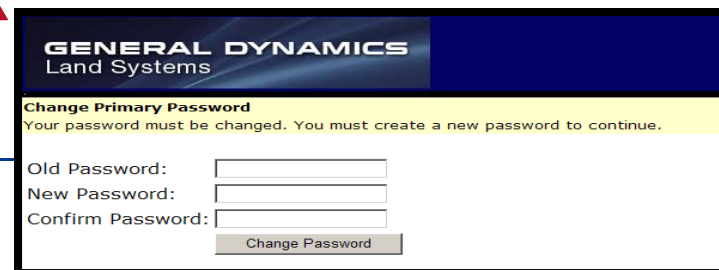 GENERAL DYNAMICS
Land Systems
Change Primary Password
Your password must be changed. You must create a new password to continue.
Old Password:
New Password:
Confirm Password:
Change Password